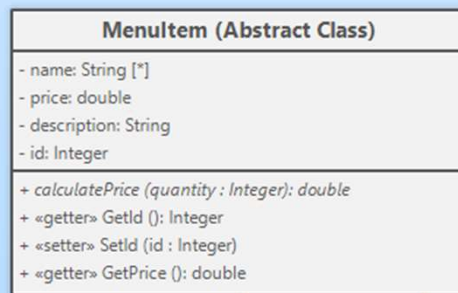 MenuItem (Abstract Class)
- name: String [*]
- price: double
- description: String
- id: Integer
+ calculatePrice (quantity : Integer): double
+ «getter» GetId (): Integer
+ «setter» SetId (id : Integer)
+ «getter» GetPrice (): double